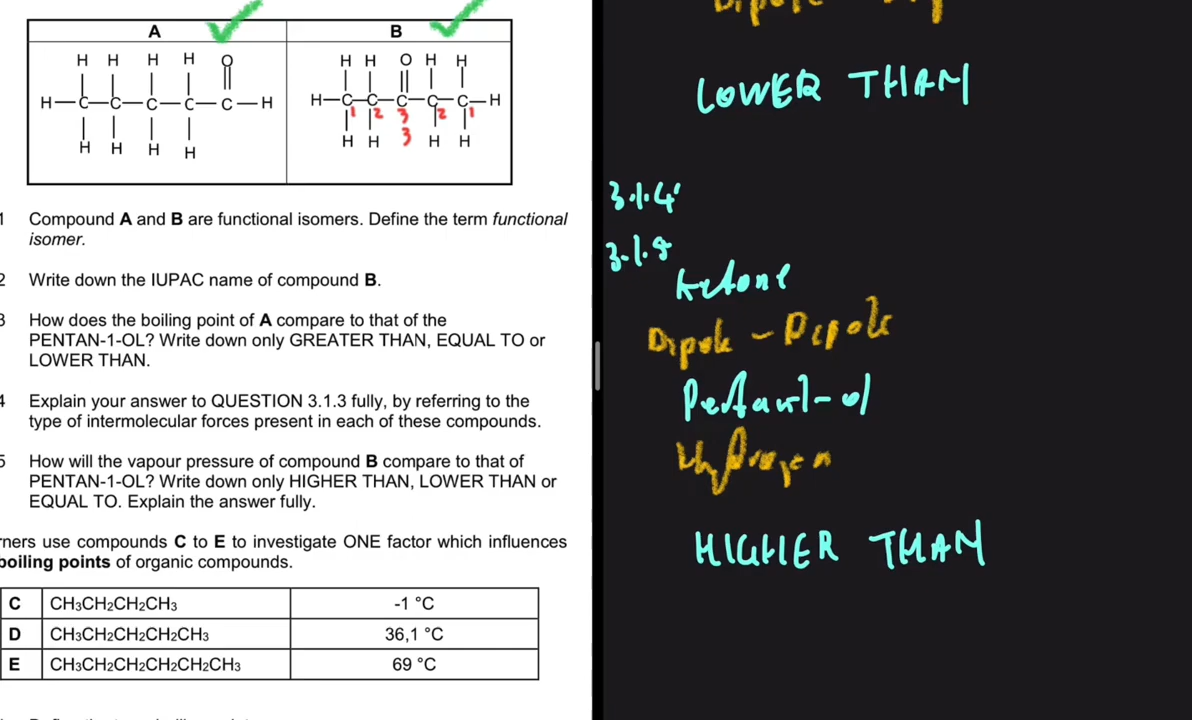 A B
H H H H O H H O H H
H—C—C—C—C—C—H H—C—C—C—C—C—H
1 2 3 2 1
H H H H H H 3 H H
1 Compound A and B are functional isomers. Define the term functional
isomer.
2 Write down the IUPAC name of compound B.
3 How does the boiling point of A compare to that of the
PENTAN-1-OL? Write down only GREATER THAN, EQUAL TO or
LOWER THAN.
4 Explain your answer to QUESTION 3.1.3 fully, by referring to the
type of intermolecular forces present in each of these compounds.
5 How will the vapour pressure of compound B compare to that of
PENTAN-1-OL? Write down only HIGHER THAN, LOWER THAN or
EQUAL TO. Explain the answer fully.
rners use compounds C to E to investigate ONE factor which influences
boiling points of organic compounds.
C CH₃CH₂CH₂CH₃ -1 °C
D CH₃CH₂CH₂CH₂CH₃ 36,1 °C
E CH₃CH₂CH₂CH₂CH₂CH₃ 69 °C
LOWER THAN
3.1.4
3.1.5
ketone
Dipole - Dipole
Pentan-1-ol
Hydrogen
HIGHER THAN